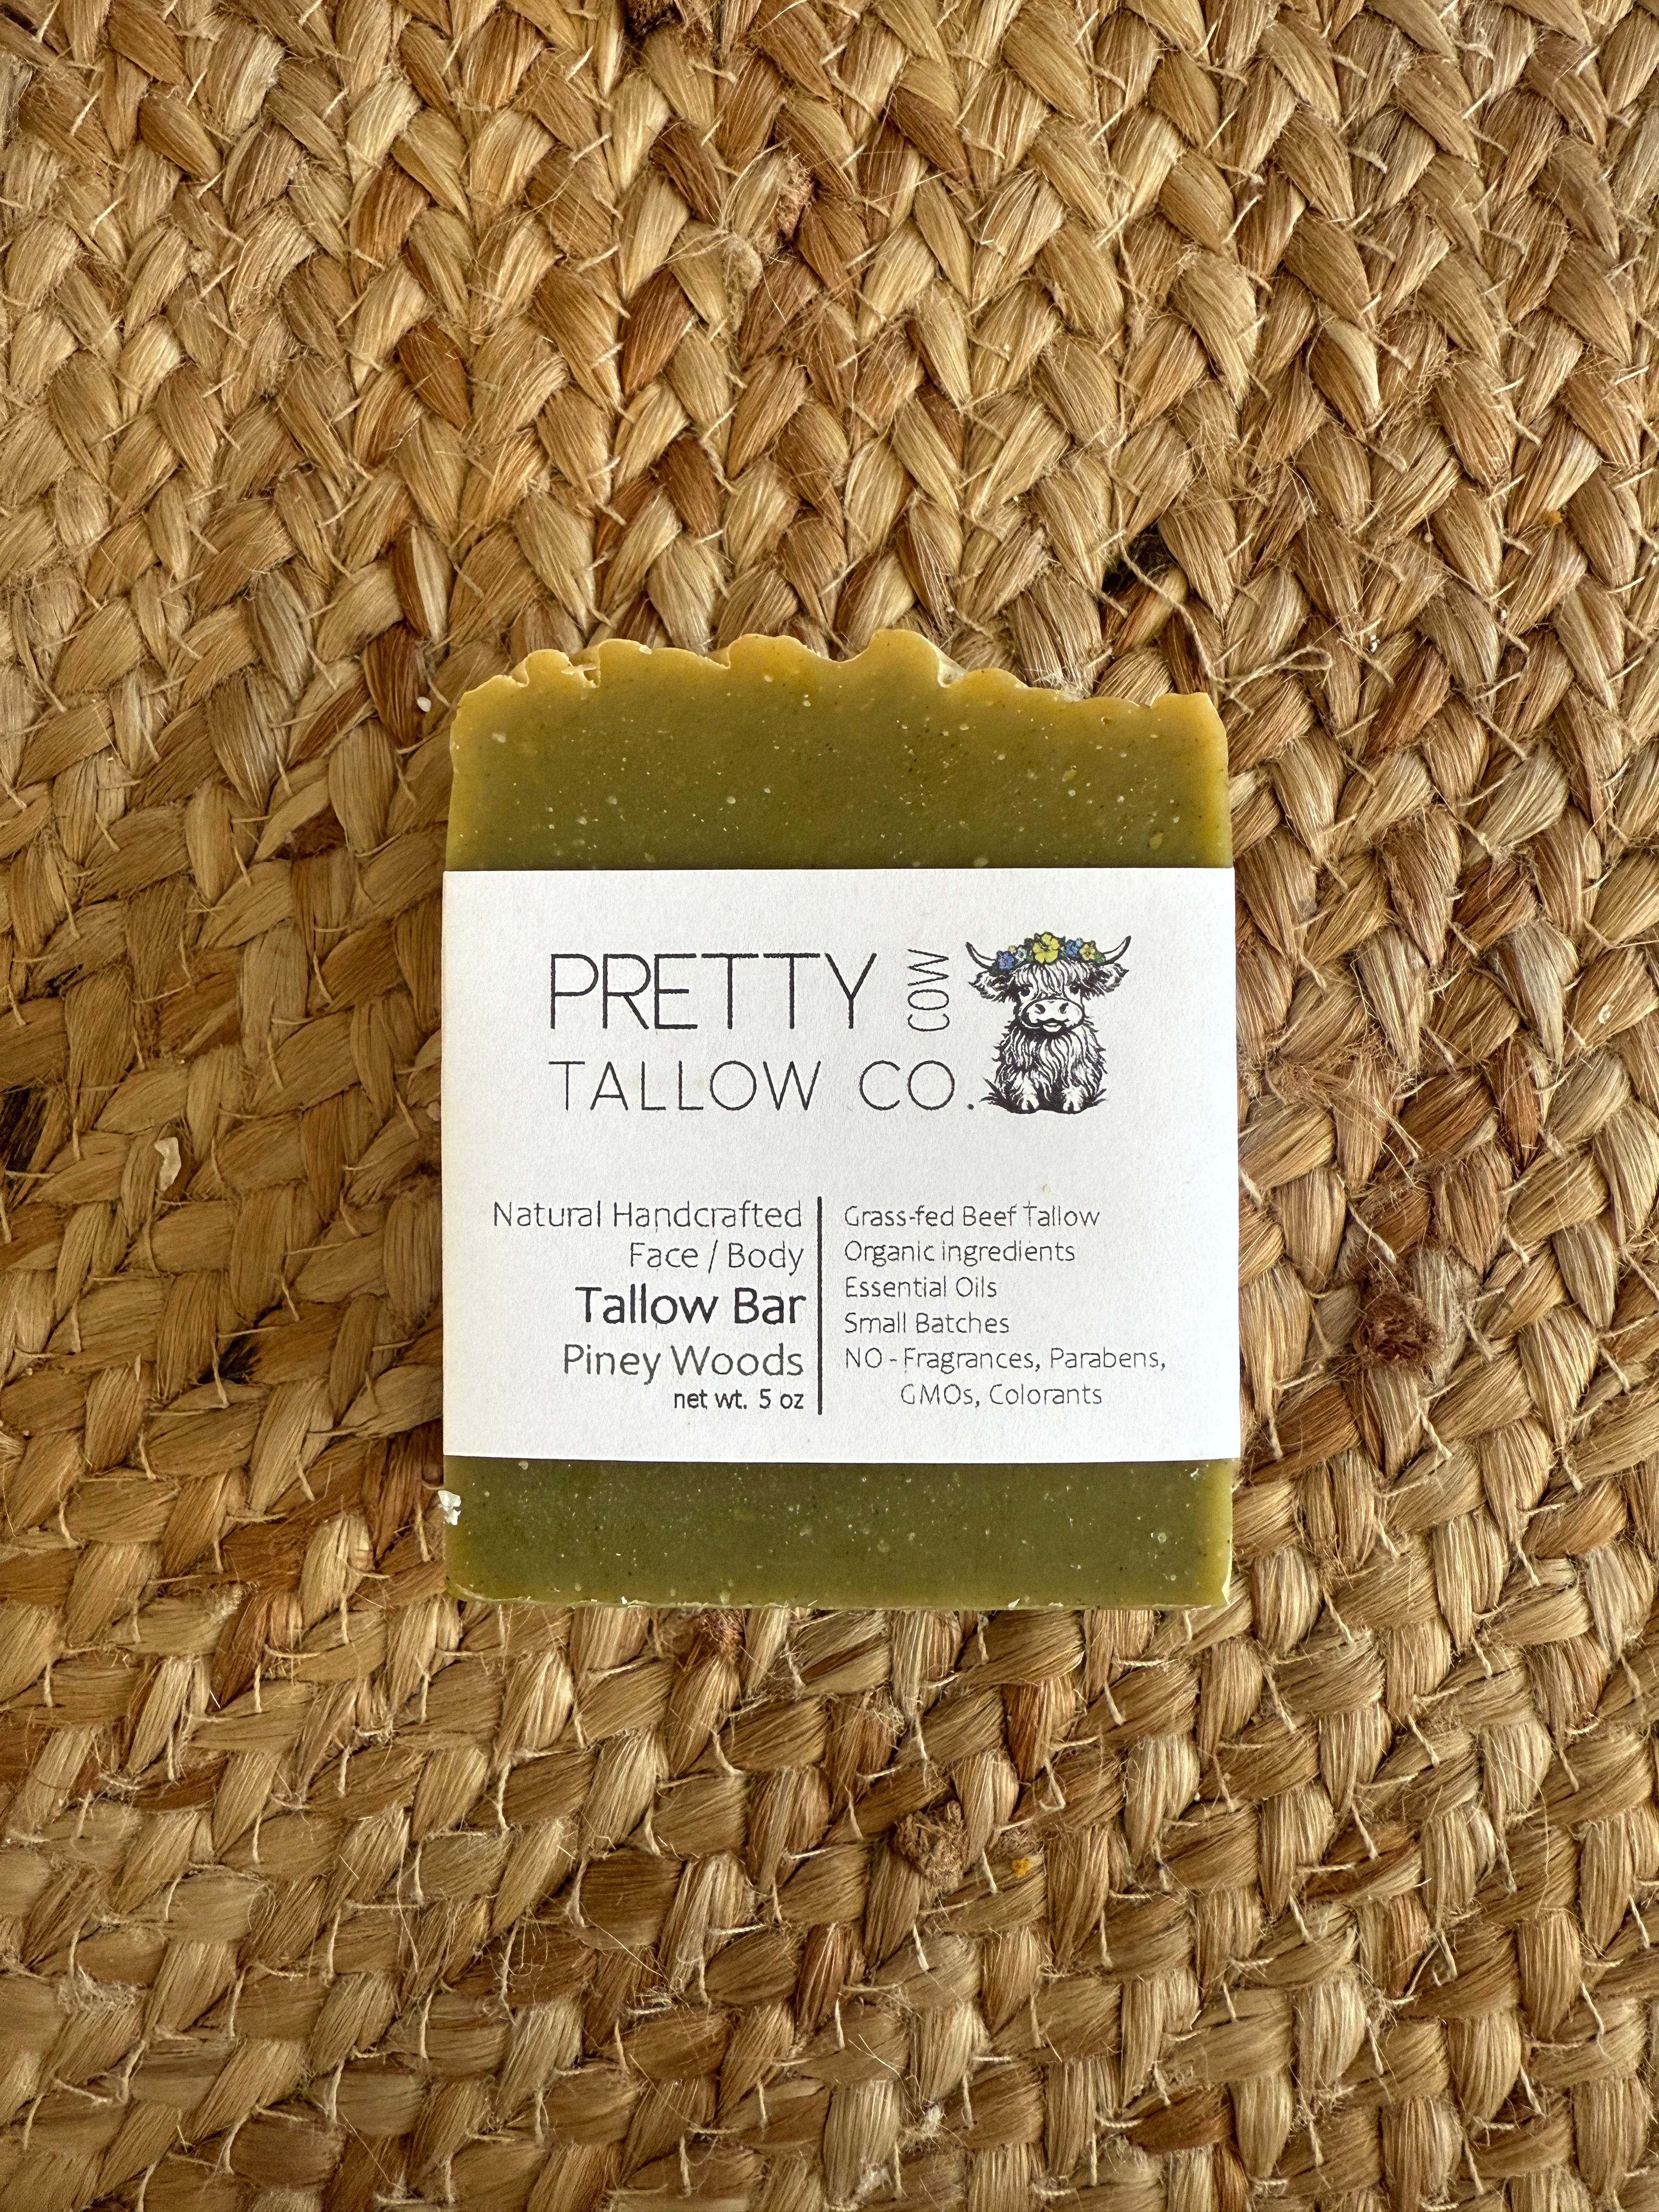 PRETTY COW
TALLOW CO.
Natural Handcrafted
Face / Body
Tallow Bar
Piney Woods
net wt. 5 oz
Grass-fed Beef Tallow
Organic ingredients
Essential Oils
Small Batches
NO - Fragrances, Parabens,
GMOs, Colorants